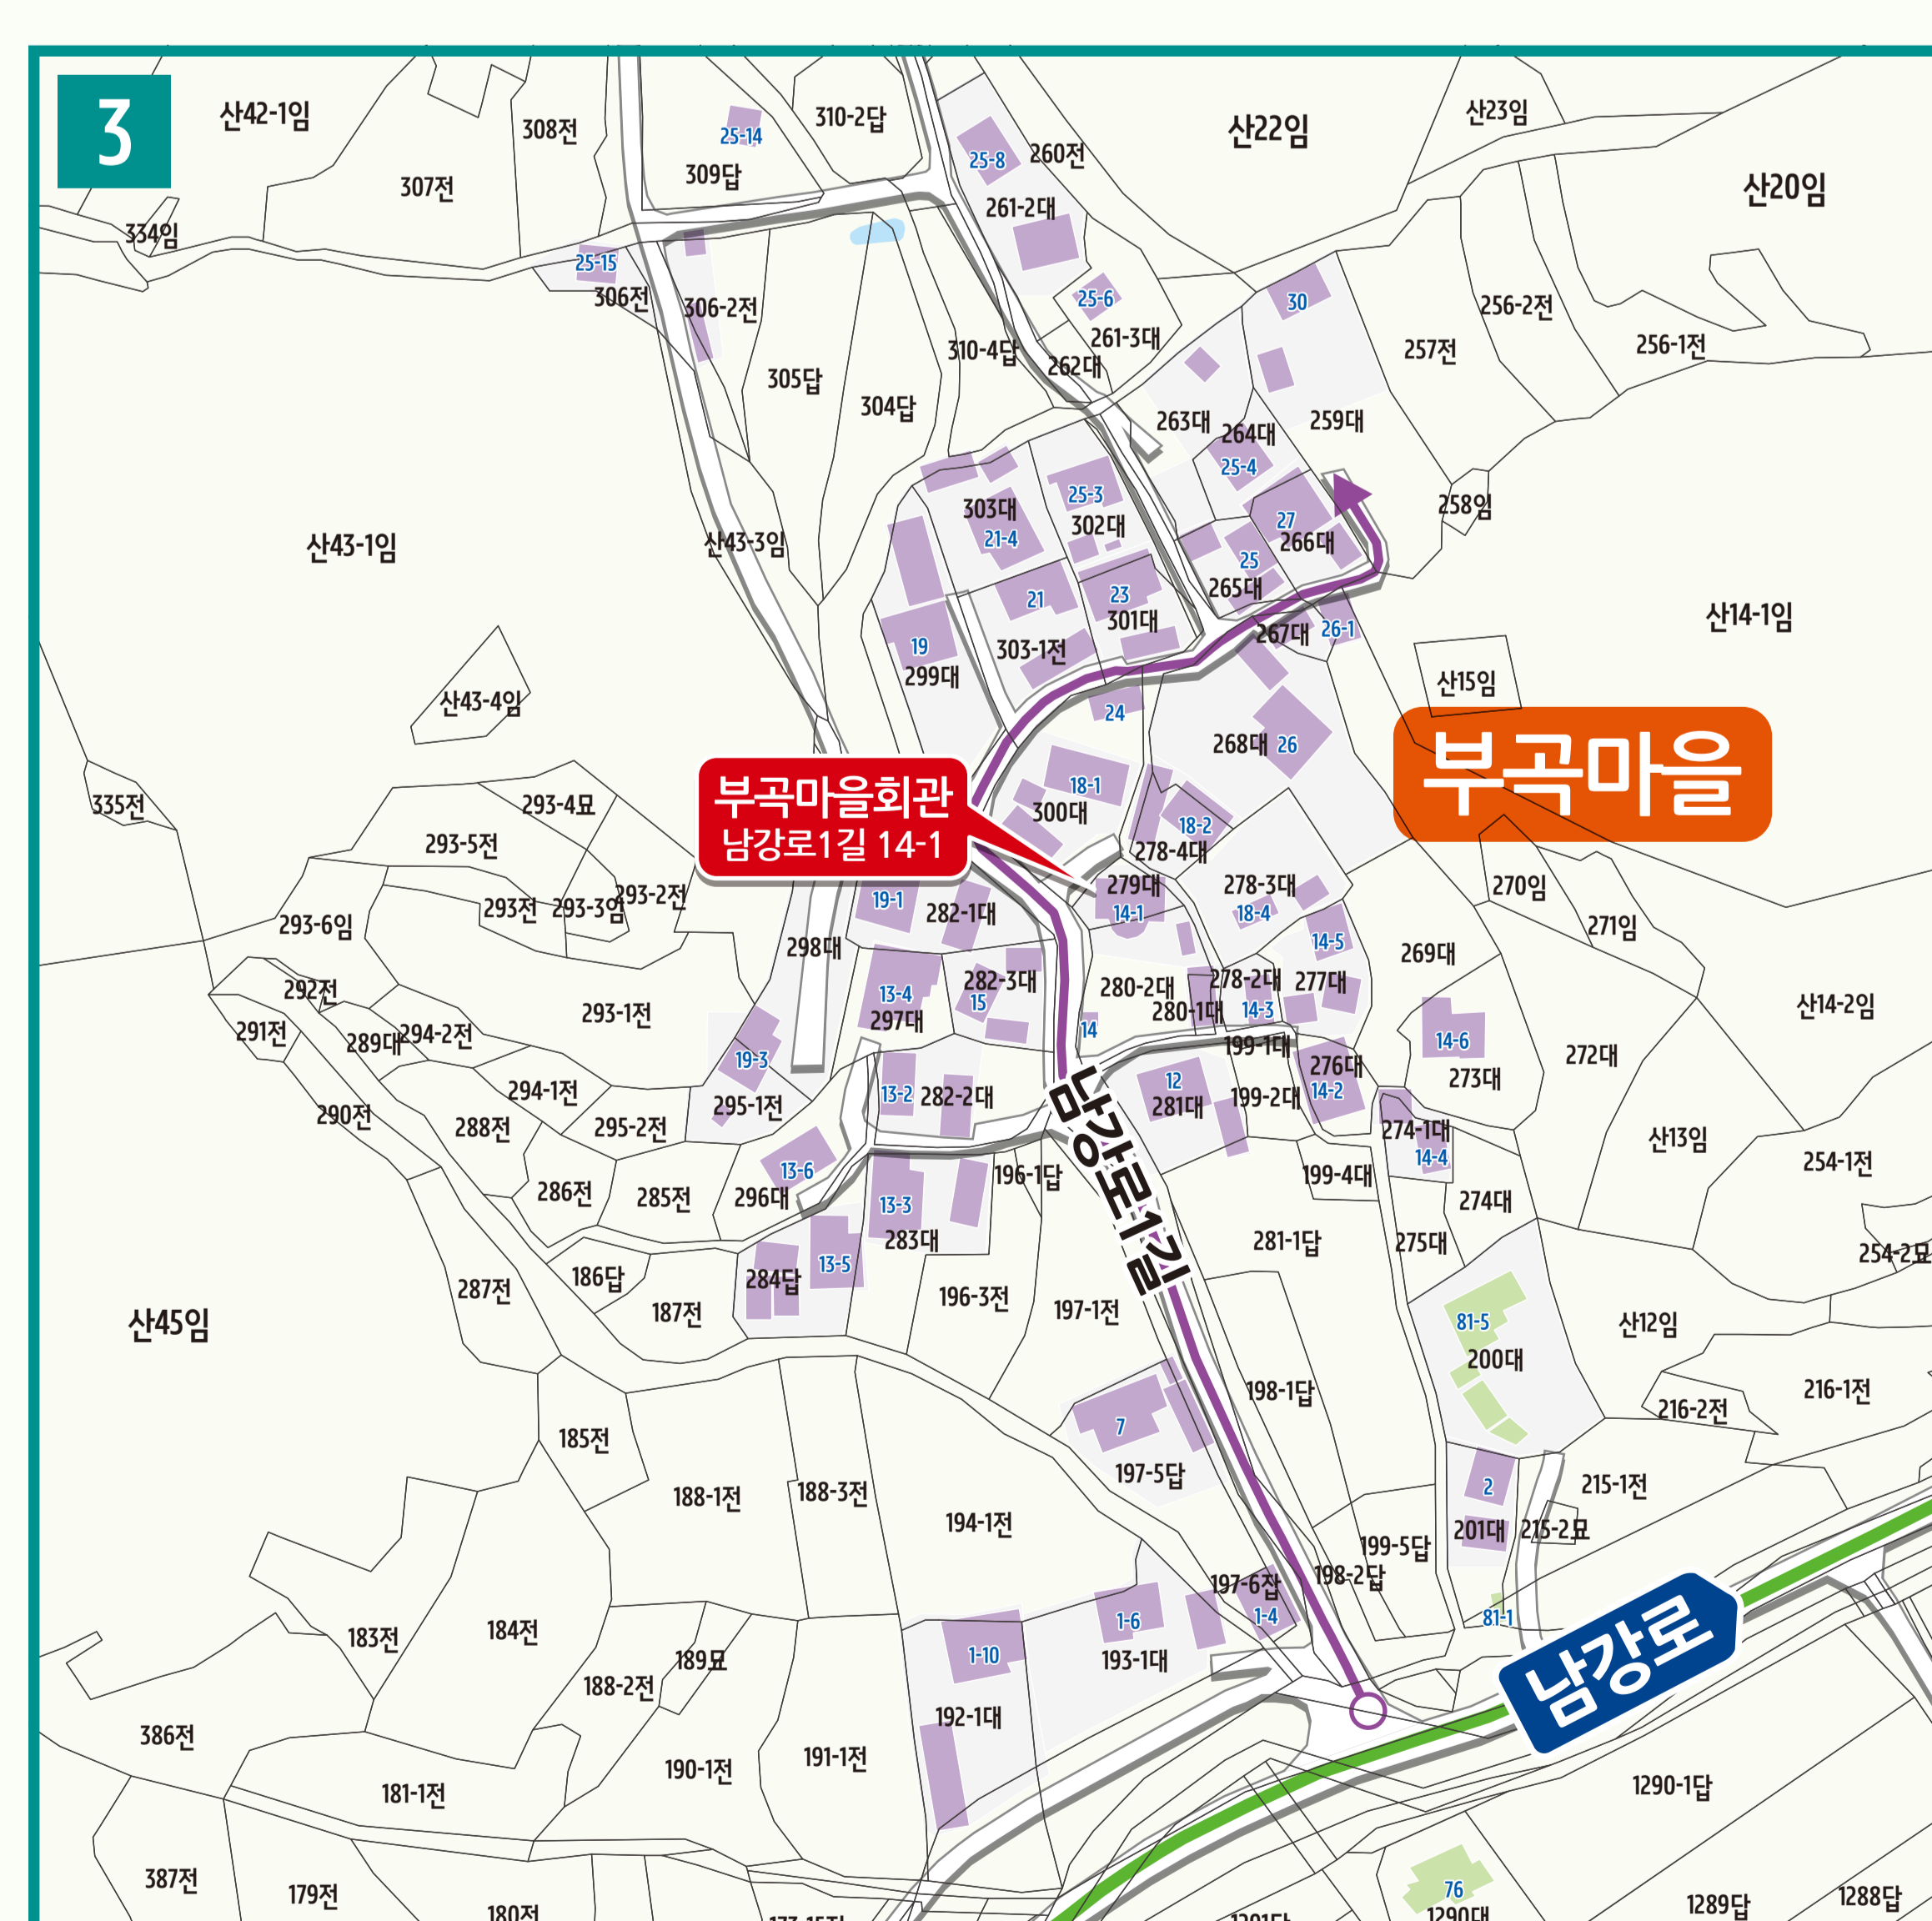 3
산42-1임
308전
25-14
309답
310-2답
25-8
260전
산22임
산23임
산20임
307전
334임
261-2대
25-15
306전
306-2전
25-6
261-3대
30
256-2전
256-1전
257전
310-4답
262대
305답
304답
263대
264대
259대
25-4
25-3
302대
303대
21-4
258임
27
266대
산43-1임
산43-3임
25
265대
21
23
301대
산14-1임
19
299대
303-1전
267대
26-1
산43-4임
산15임
24
268대
26
부곡마을
18-1
300대
부곡마을회관
남강로1길 14-1
335전
293-4묘
293-5전
18-2
278-4대
293-2전
293전
293-3임
293-6임
19-1
282-1대
279대
14-1
278-3대
18-4
270임
271임
298대
14-5
269대
292전
293-1전
13-4
297대
282-3대
15
280-2대
280-1대
278-2대
14-3
277대
산14-2임
291전
289대
294-2전
19-3
14
199-1대
14-6
273대
272대
276대
14-2
294-1전
295-1전
13-2
282-2대
12
281대
199-2대
290전
288전
295-2전
274-1대
14-4
산13임
254-1전
13-6
296대
196-1답
199-4대
286전
285전
13-3
283대
274대
남강로1길
281-1답
275대
254-2묘
186답
284답
13-5
287전
187전
196-3전
197-1전
산45임
81-5
200대
산12임
198-1답
216-1전
216-2전
7
197-5답
185전
188-1전
188-3전
194-1전
2
201대
215-1전
215-2묘
199-5답
198-2답
197-6잡
1-4
81-1
183전
184전
189묘
188-2전
1-10
1-6
193-1대
192-1대
남강로
386전
190-1전
191-1전
181-1전
1290-1답
387전
179전
180전
76
1290대
1289답
1288답